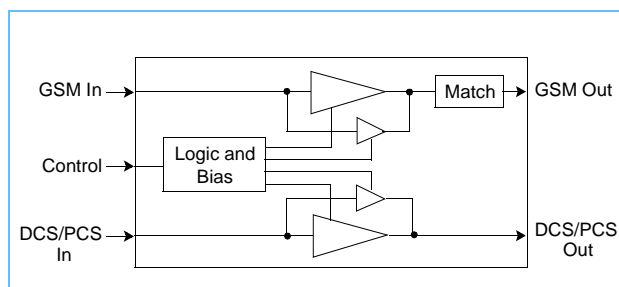 GSM In
Match
GSM Out
Control
Logic and
Bias
DCS/PCS
In
DCS/PCS
Out